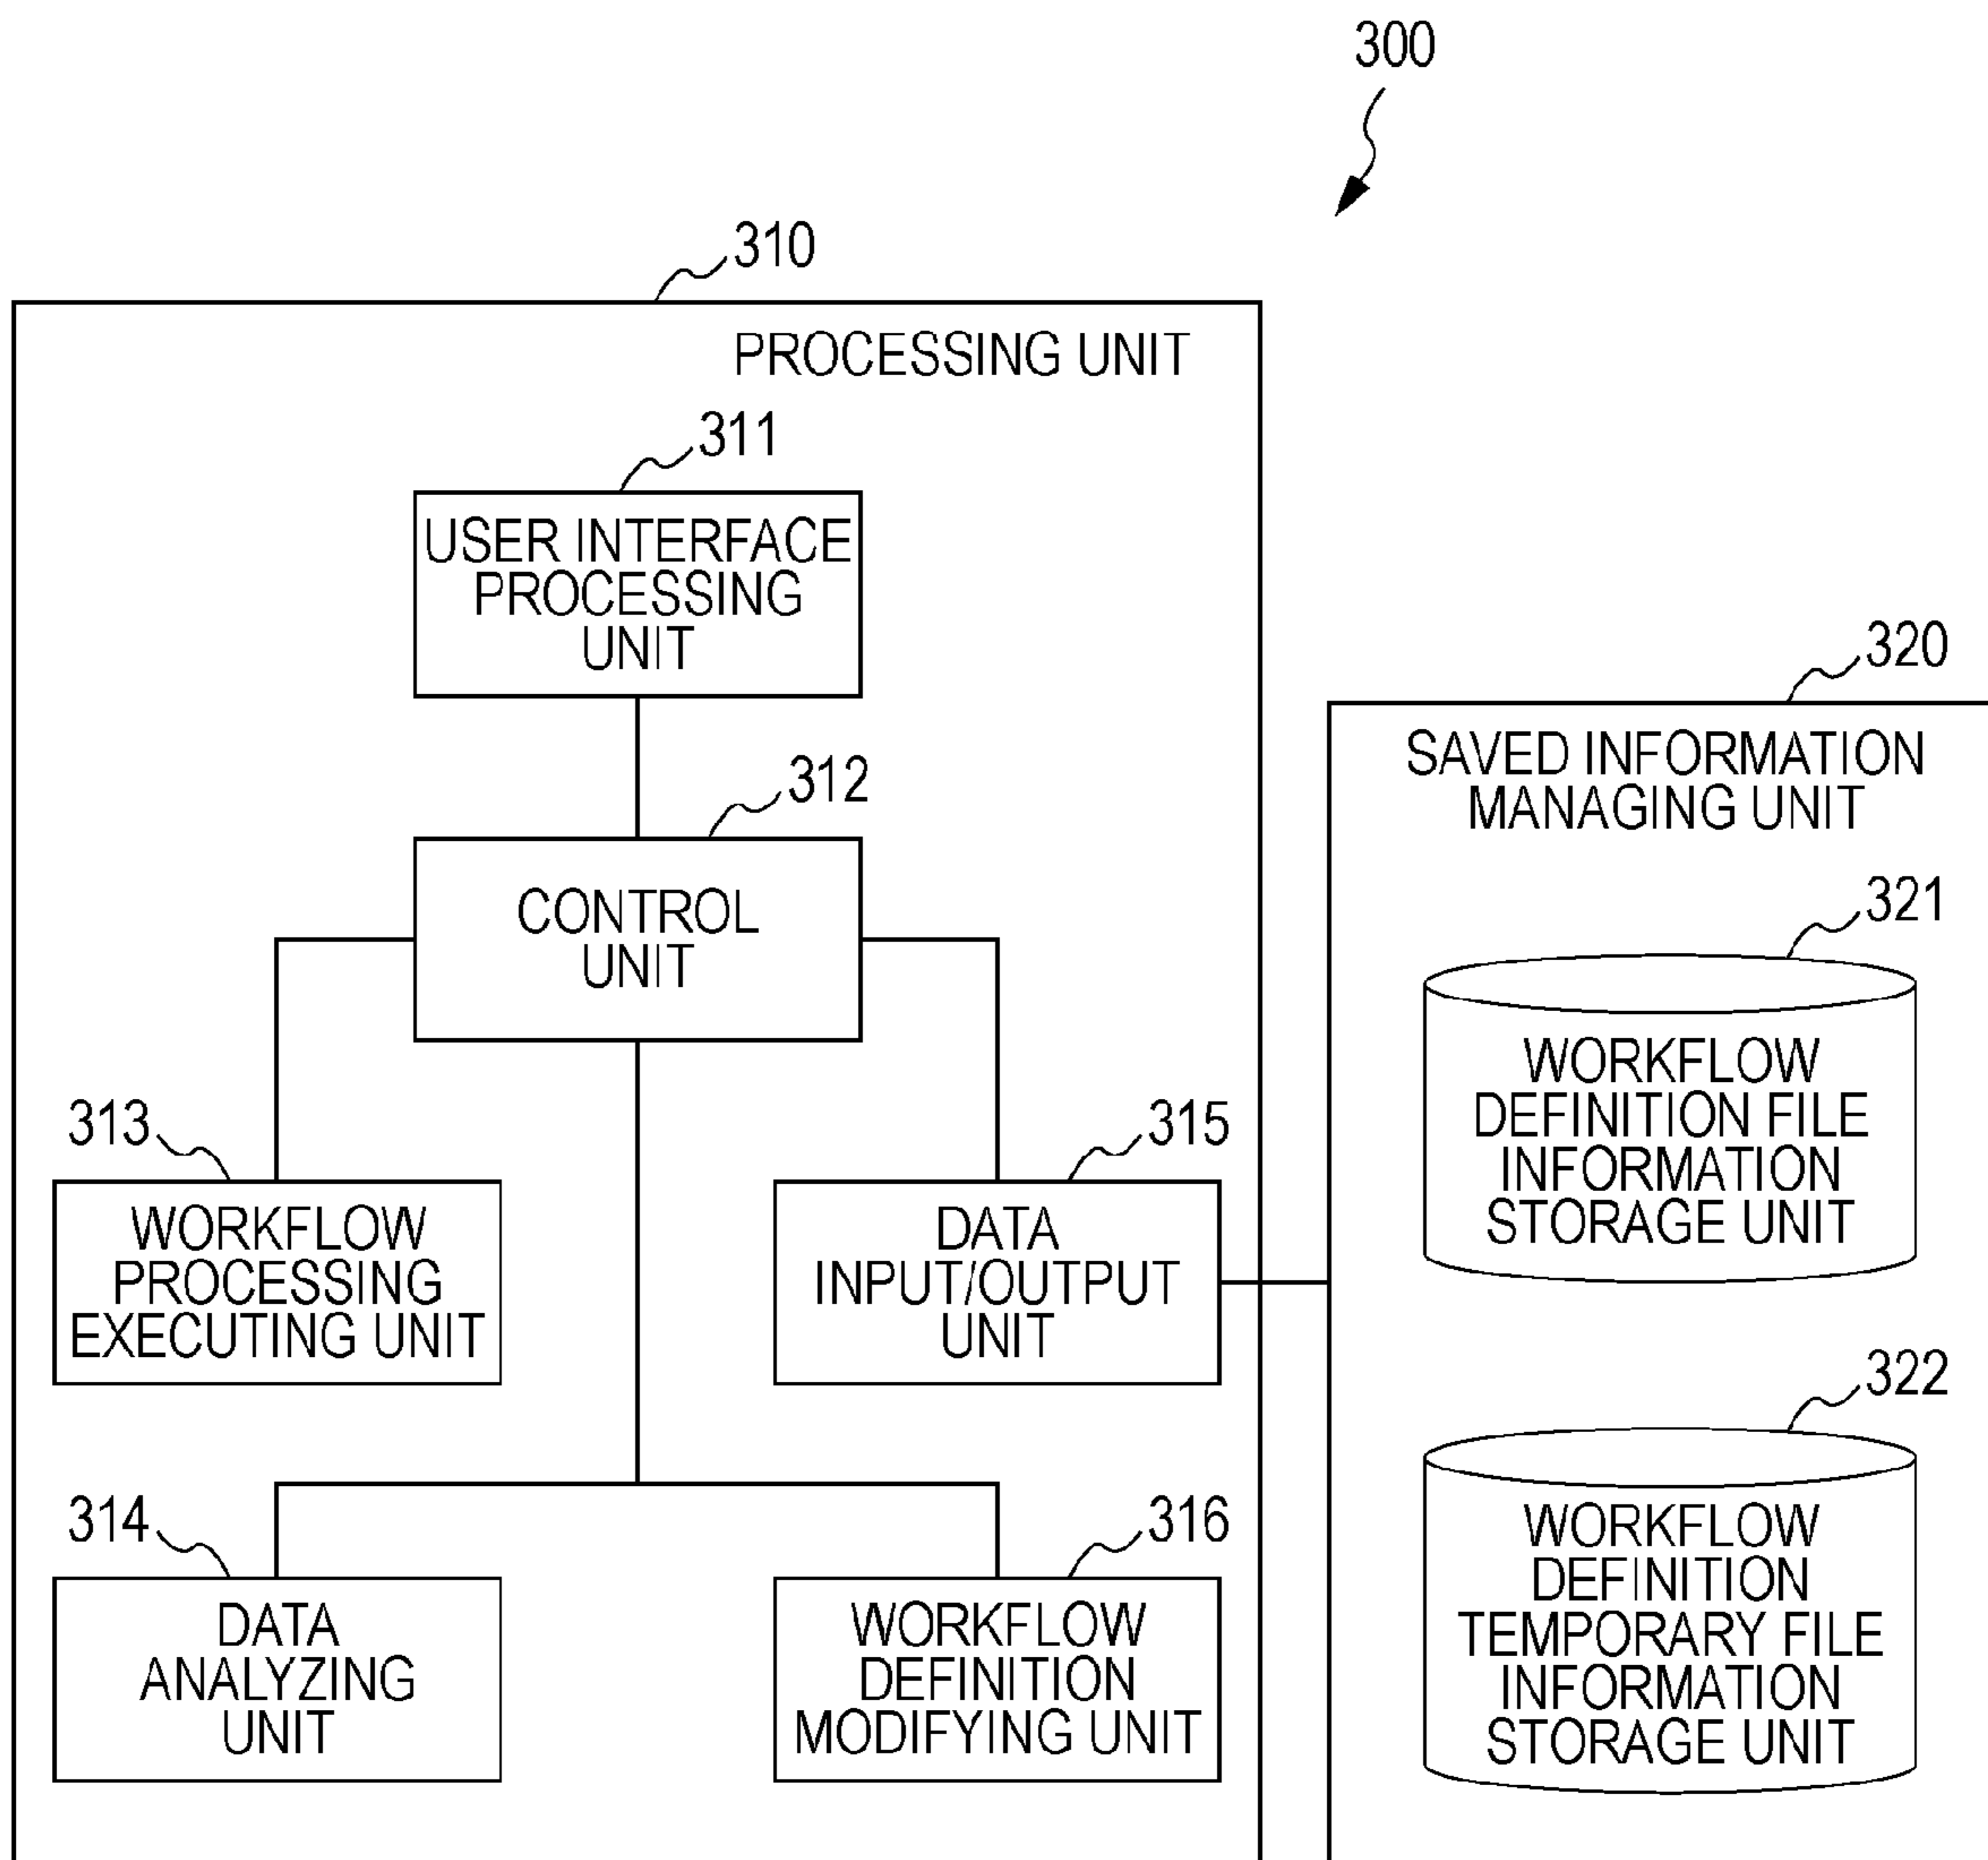 300
310
PROCESSING UNIT
311
USER INTERFACE
PROCESSING
UNIT
312
CONTROL
UNIT
313
WORKFLOW
PROCESSING
EXECUTING UNIT
315
DATA
INPUT/OUTPUT
UNIT
314
DATA
ANALYZING
UNIT
316
WORKFLOW
DEFINITION
MODIFYING UNIT
320
SAVED INFORMATION
MANAGING UNIT
321
WORKFLOW
DEFINITION FILE
INFORMATION
STORAGE UNIT
322
WORKFLOW
DEFINITION
TEMPORARY FILE
INFORMATION
STORAGE UNIT